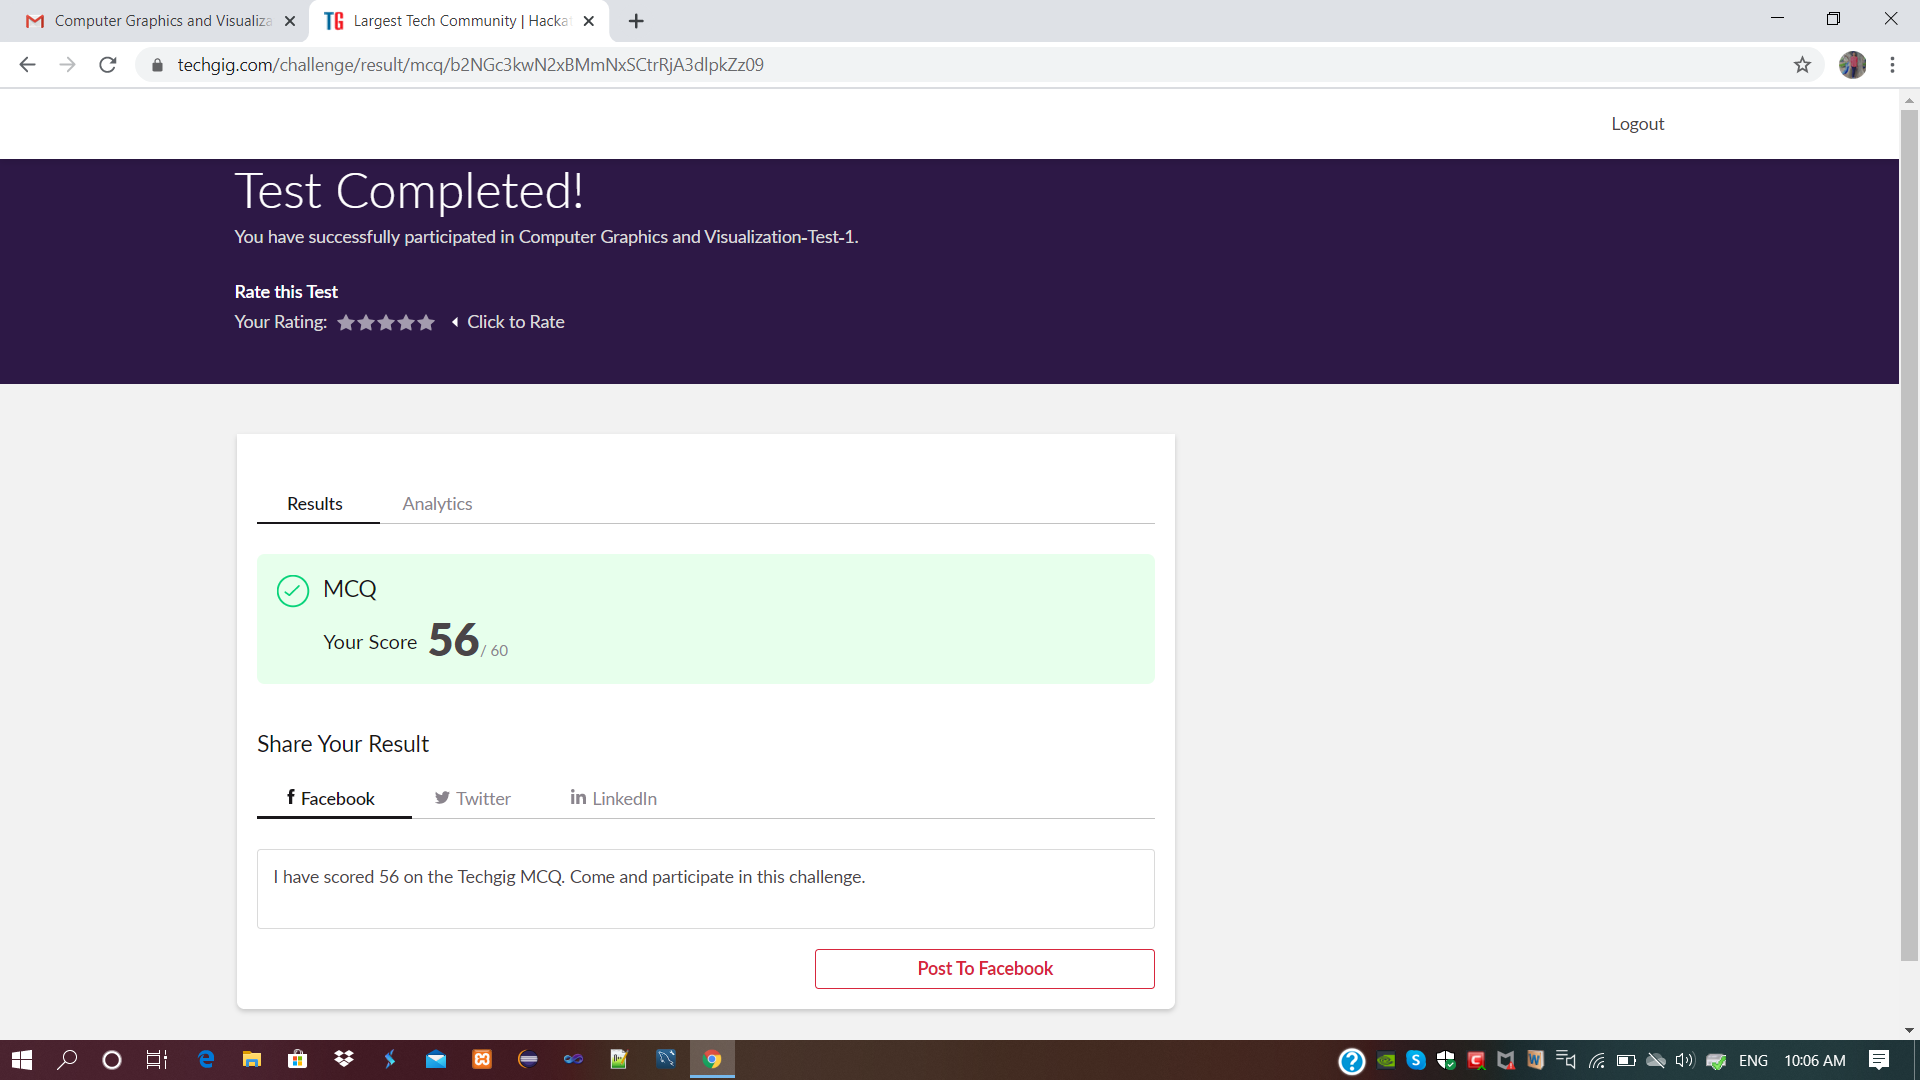 Computer Graphics and Visualiza
Largest Tech Community | Hacka
techgig.com/challenge/result/mcq/b2NGc3kwN2xBMmNxSCtrRjA3dlpkZz09
Logout
Test Completed!
You have successfully participated in Computer Graphics and Visualization-Test-1.
Rate this Test
Your Rating: Click to Rate
Results Analytics
MCQ
Your Score 56 / 60
Share Your Result
Facebook Twitter LinkedIn
I have scored 56 on the Techgig MCQ. Come and participate in this challenge.
Post To Facebook
ENG 10:06 AM